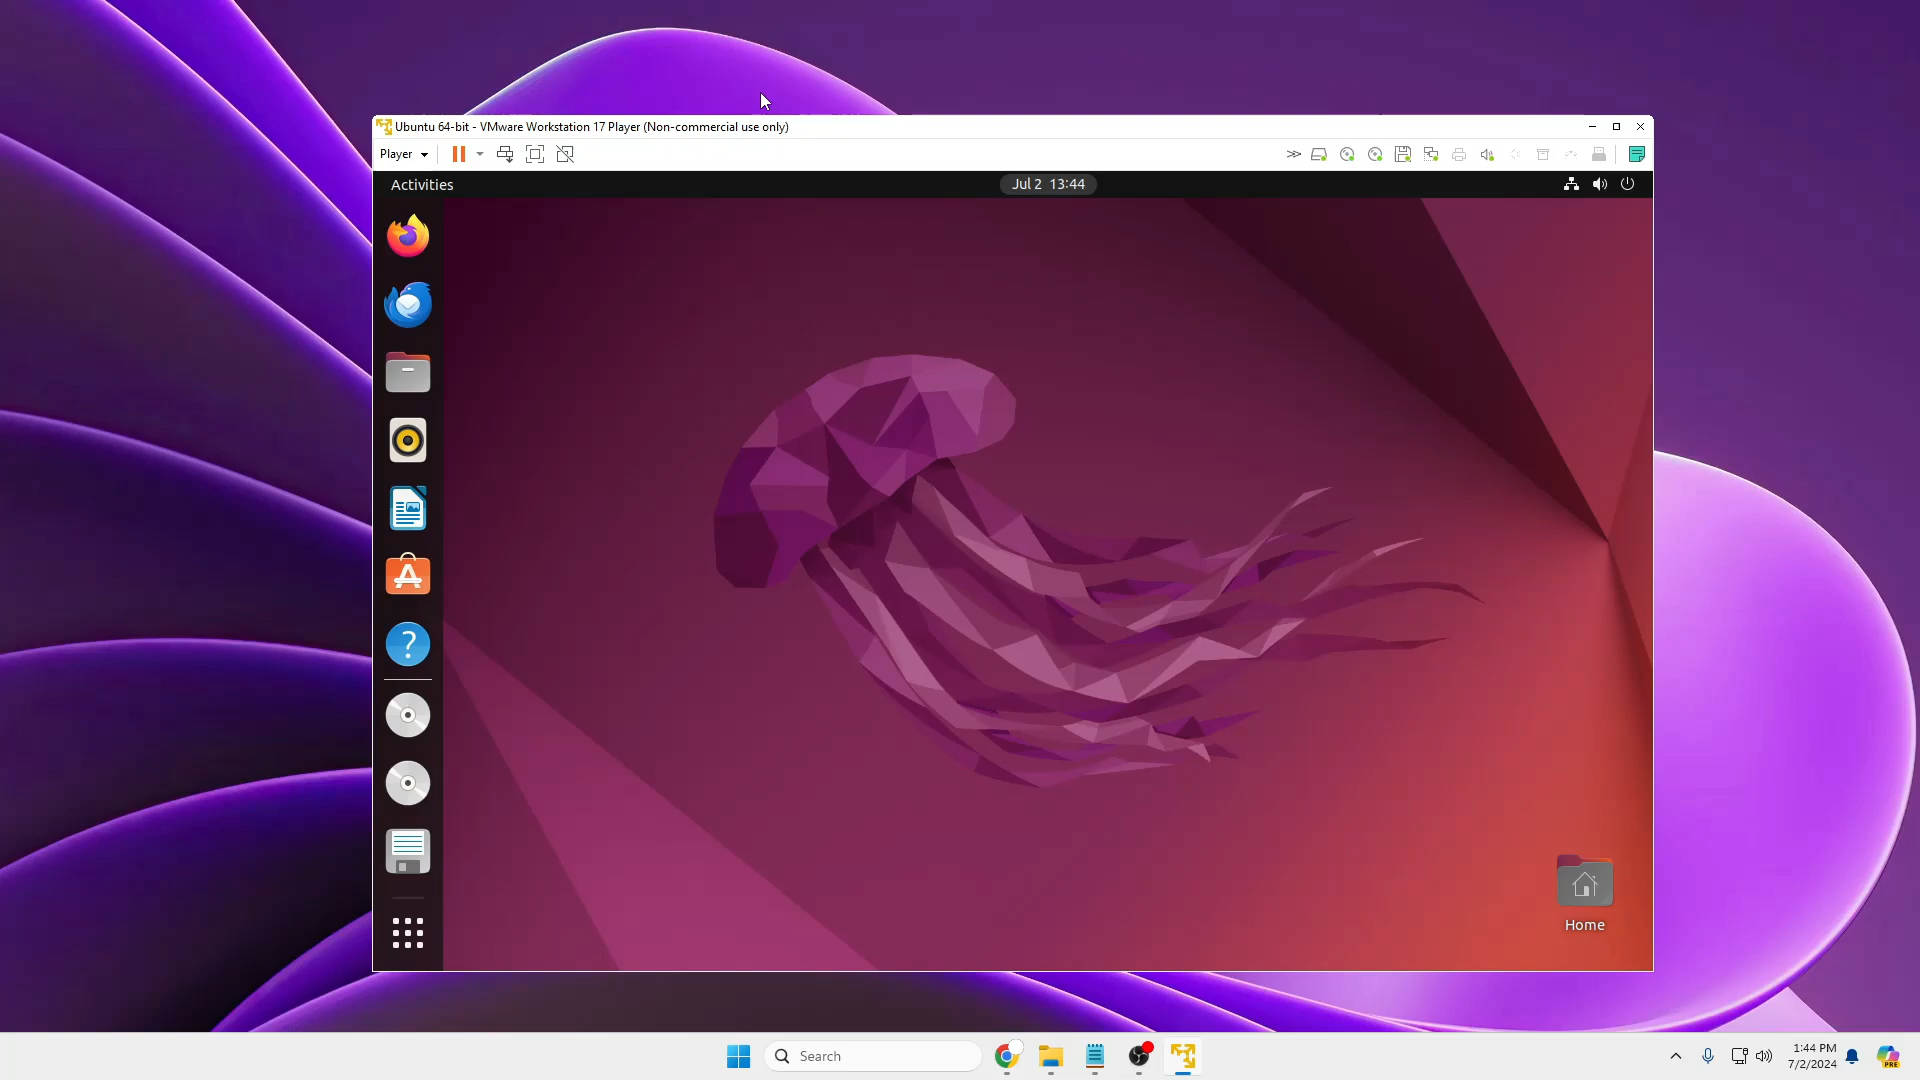 Ubuntu 64-bit - VMware Workstation 17 Player (Non-commercial use only)
Player
Activities
Jul 2 13:44
Home
Search
1:44 PM
7/2/2024
PRE